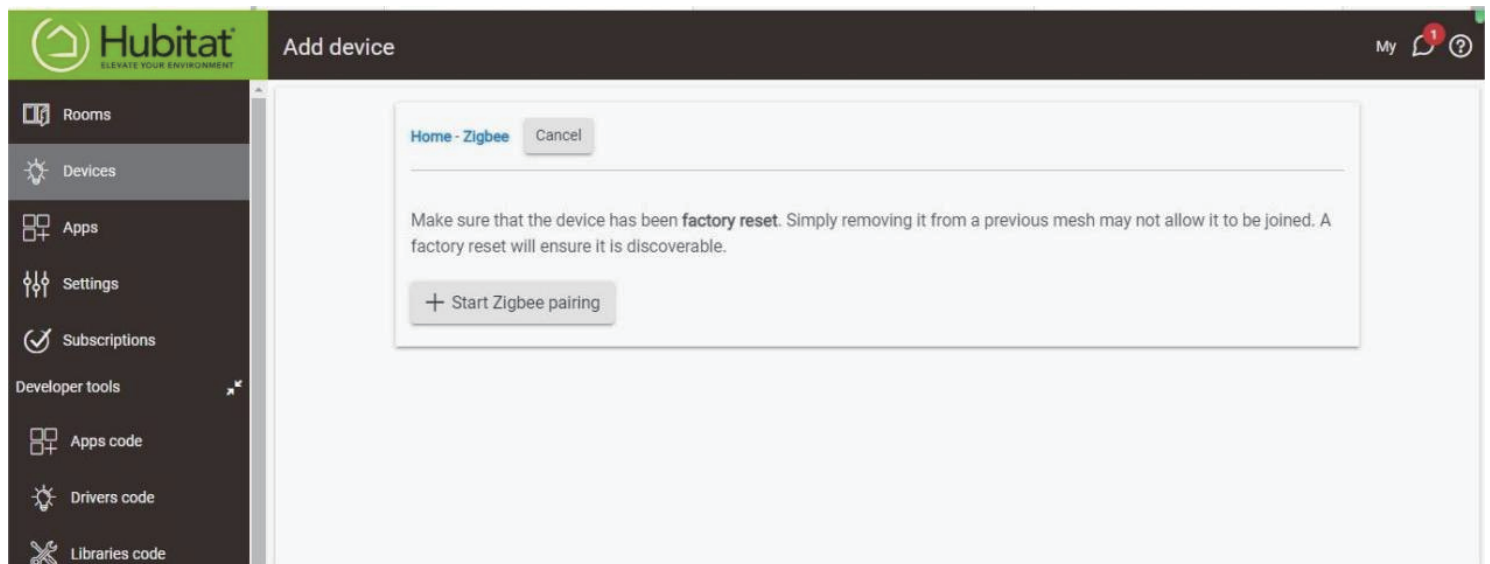 Hubitat
ELEVATE YOUR ENVIRONMENT
Add device
My
1
?
Rooms
Devices
Apps
Settings
Subscriptions
Developer tools
Apps code
Drivers code
Libraries code
Home - Zigbee
Cancel
Make sure that the device has been factory reset. Simply removing it from a previous mesh may not allow it to be joined. A
factory reset will ensure it is discoverable.
+ Start Zigbee pairing